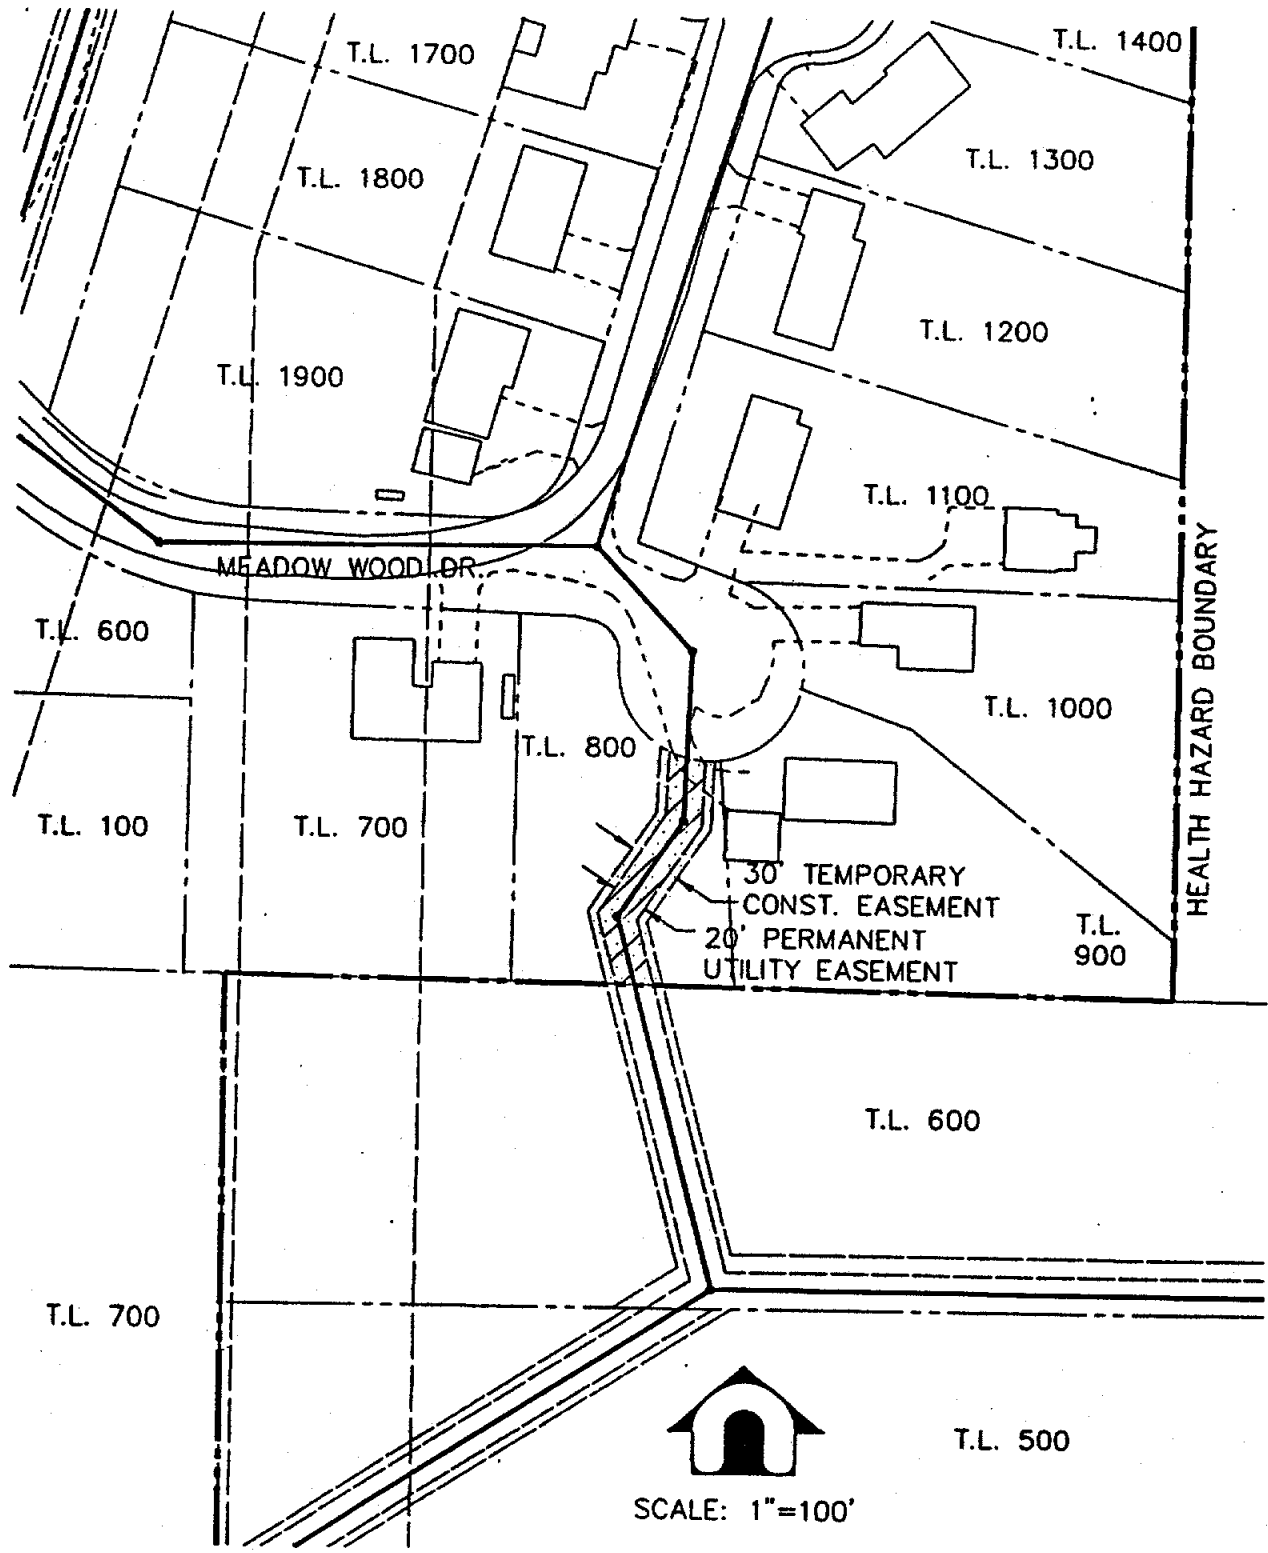 T.L. 1400
T.L. 1700
T.L. 1300
T.L. 1800
T.L. 1200
T.L. 1900
T.L. 1100
MEADOW WOOD DR.
HEALTH HAZARD BOUNDARY
T.L. 600
T.L. 1000
T.L. 800
T.L. 100
T.L. 700
30' TEMPORARY
CONST. EASEMENT
20' PERMANENT
UTILITY EASEMENT
T.L.
900
T.L. 600
T.L. 700
T.L. 500
SCALE: 1"=100'